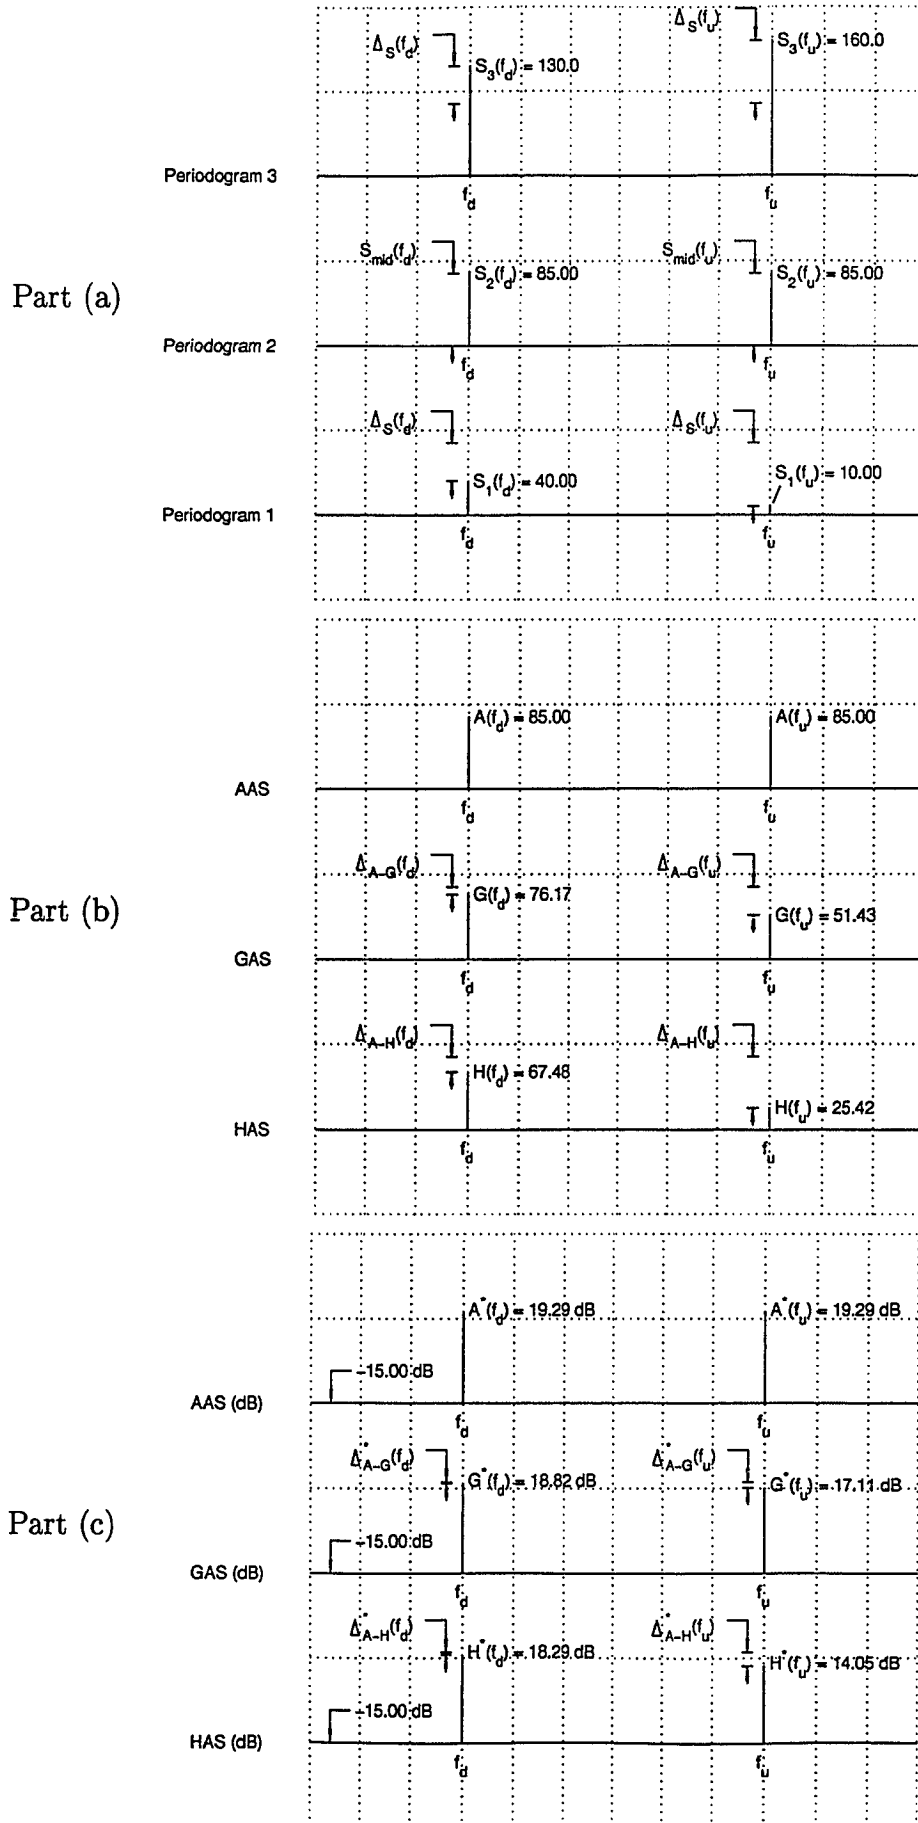 Part (a)
Δ_S(f_d)
S_3(f_d) = 130.0
Δ_S(f_u)
S_3(f_u) = 160.0
Periodogram 3
f_d
f_u
S_mid(f_d)
S_2(f_d) = 85.00
S_mid(f_u)
S_2(f_u) = 85.00
Periodogram 2
f_d
f_u
Δ_S(f_d)
S_1(f_d) = 40.00
Δ_S(f_u)
S_1(f_u) = 10.00
Periodogram 1
f_d
f_u
Part (b)
A(f_d) = 85.00
A(f_u) = 85.00
AAS
f_d
f_u
Δ_A-G(f_d)
G(f_d) = 76.17
Δ_A-G(f_u)
G(f_u) = 51.43
GAS
f_d
f_u
Δ_A-H(f_d)
H(f_d) = 67.48
Δ_A-H(f_u)
H(f_u) = 25.42
HAS
f_d
f_u
Part (c)
A*(f_d) = 19.29 dB
A*(f_u) = 19.29 dB
-15.00 dB
AAS (dB)
f_d
f_u
Δ*_A-G(f_d)
G*(f_d) = 18.82 dB
Δ*_A-G(f_u)
G*(f_u) = 17.11 dB
-15.00 dB
GAS (dB)
f_d
f_u
Δ*_A-H(f_d)
H*(f_d) = 18.29 dB
Δ*_A-H(f_u)
H*(f_u) = 14.05 dB
-15.00 dB
HAS (dB)
f_d
f_u